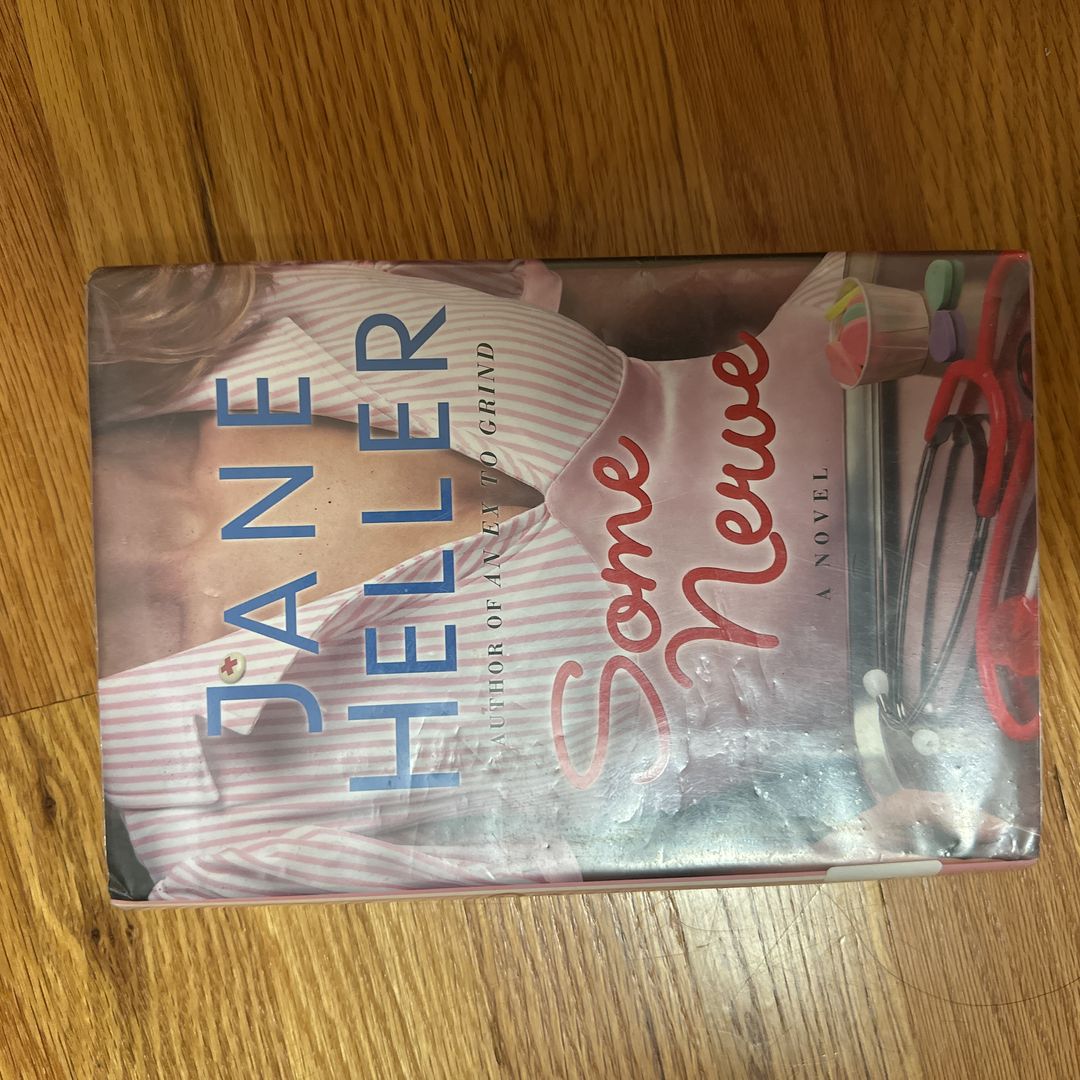 JANE
HELLER
AUTHOR OF AN EX TO GRIND
Some
Nerve
A NOVEL